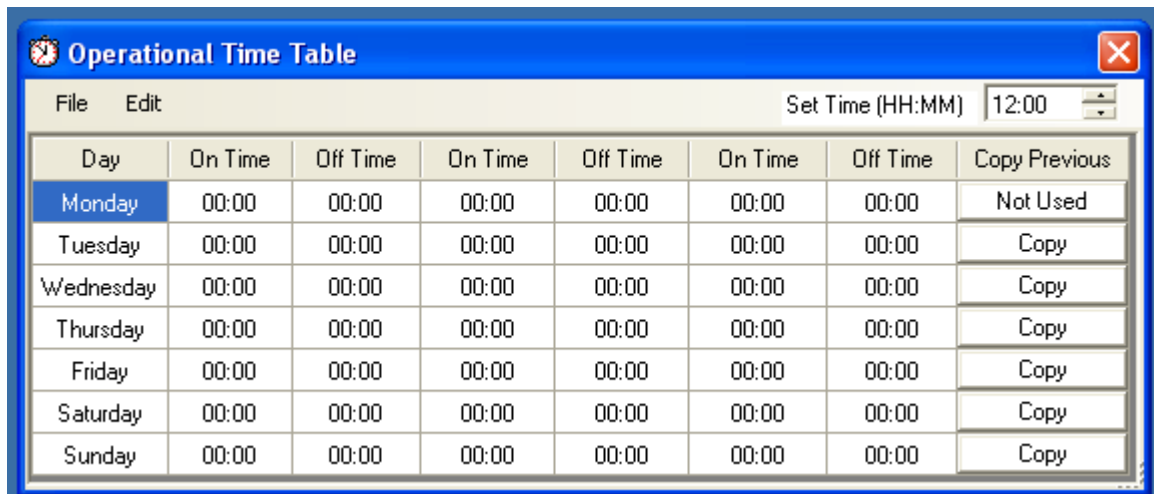 Operational Time Table
File Edit Set Time (HH:MM) 12:00
Day On Time Off Time On Time Off Time On Time Off Time Copy Previous
Monday 00:00 00:00 00:00 00:00 00:00 00:00 Not Used
Tuesday 00:00 00:00 00:00 00:00 00:00 00:00 Copy
Wednesday 00:00 00:00 00:00 00:00 00:00 00:00 Copy
Thursday 00:00 00:00 00:00 00:00 00:00 00:00 Copy
Friday 00:00 00:00 00:00 00:00 00:00 00:00 Copy
Saturday 00:00 00:00 00:00 00:00 00:00 00:00 Copy
Sunday 00:00 00:00 00:00 00:00 00:00 00:00 Copy